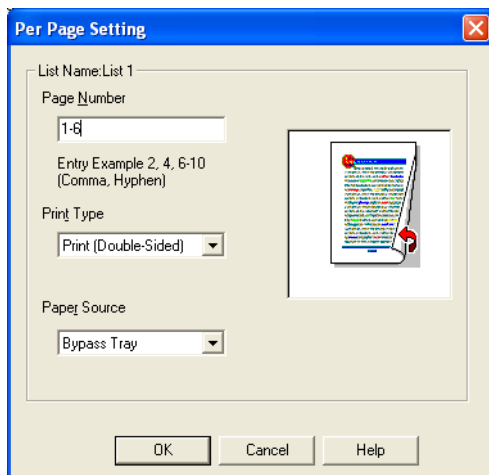 Per Page Setting
List Name:List 1
Page Number
1-6
Entry Example 2, 4, 6-10
(Comma, Hyphen)
Print Type
Print (Double-Sided)
Paper Source
Bypass Tray
OK Cancel Help